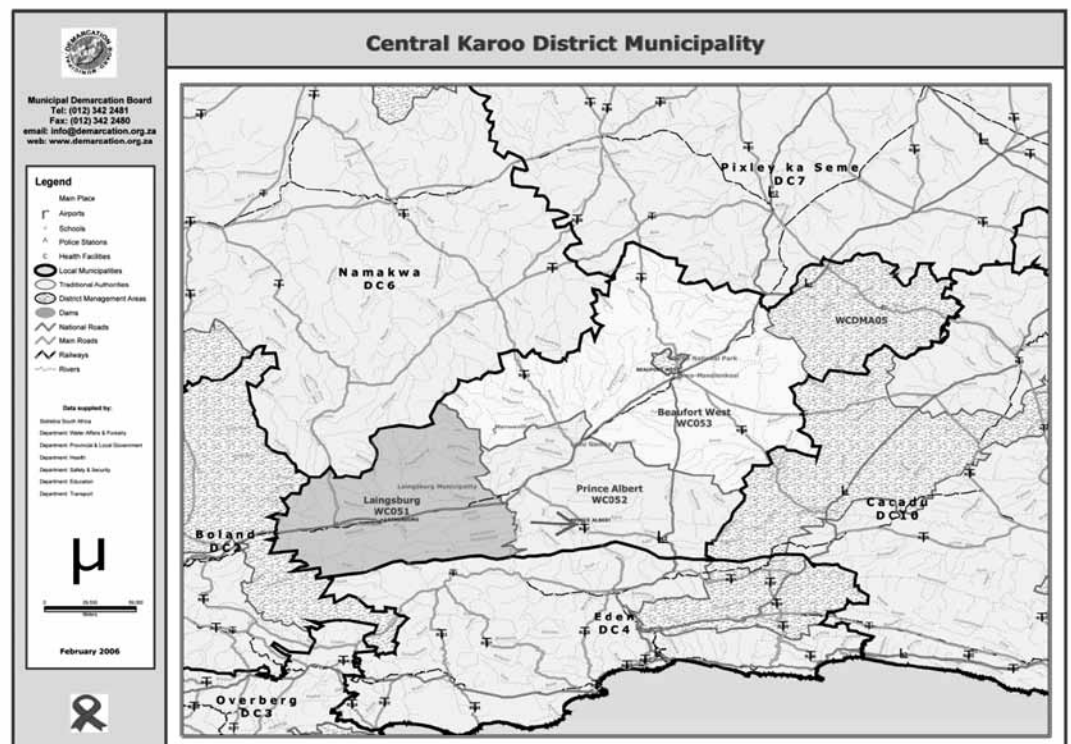 Central Karoo District Municipality
Municipal Demarcation Board
Tel: (012) 342 2481
Fax: (012) 342 2480
email: info@demarcation.org.za
web: www.demarcation.org.za
Legend
Main Place
Airports
Schools
Police Stations
Health Facilities
Local Municipalities
Traditional Authorities
District Management Areas
Dams
National Roads
Main Roads
Railways
Rivers
Data supplied by:
Statistics South Africa
Department: Water Affairs & Forestry
Department: Provincial & Local Government
Department: Health
Department: Safety & Security
Department: Education
Department: Transport
µ
February 2006
Pixley ka Seme
DC7
Namakwa
DC6
WCDMA05
National Park
Beaufort West
WC053
Laingsburg Municipality
Laingsburg
WC051
Prince Albert
WC052
ALBERT
Cacadu
DC10
Boland
DC2
Eden
DC4
Overberg
DC3